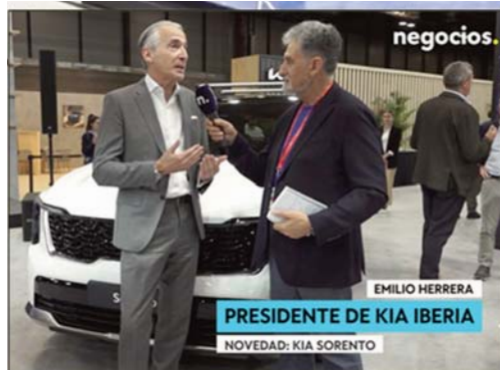 negocios.
n.
EMILIO HERRERA
PRESIDENTE DE KIA IBERIA
NOVEDAD: KIA SORENTO